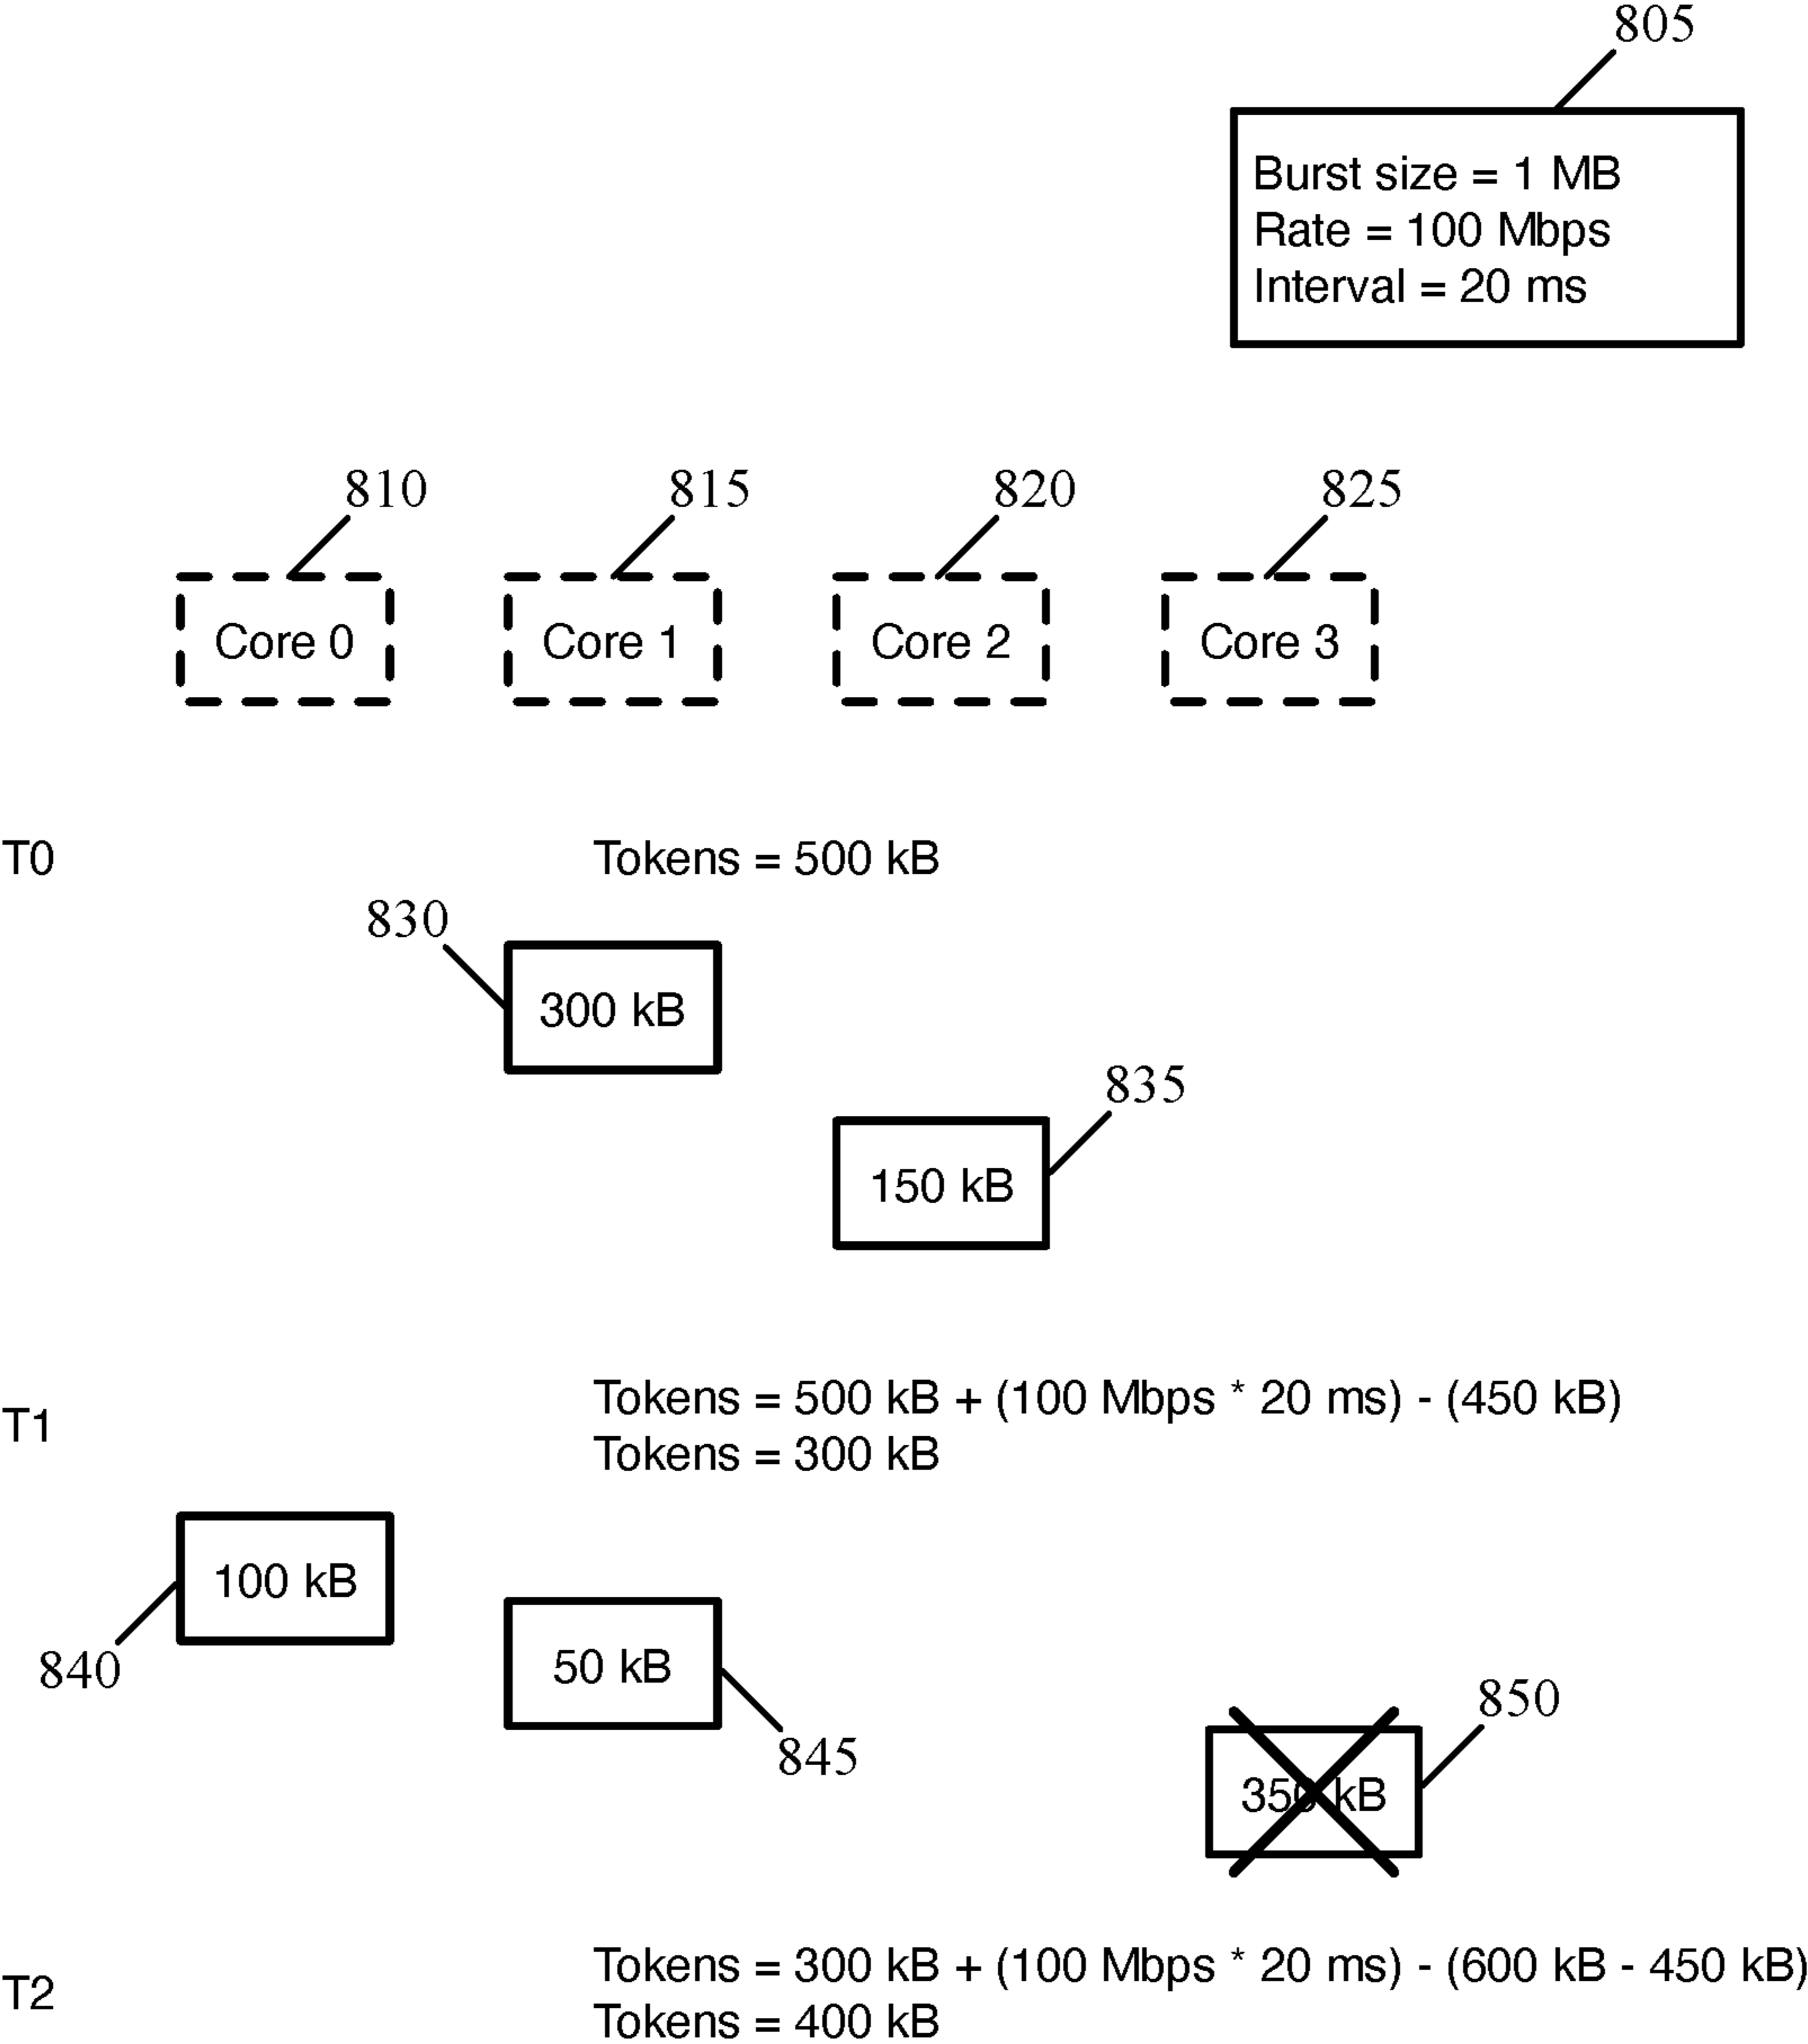 805
Burst size = 1 MB
Rate = 100 Mbps
Interval = 20 ms
810 815 820 825
Core 0 Core 1 Core 2 Core 3
T0 Tokens = 500 kB
830
300 kB
835
150 kB
T1
Tokens = 500 kB + (100 Mbps * 20 ms) - (450 kB)
Tokens = 300 kB
100 kB
840
50 kB
845
850
350 kB
T2
Tokens = 300 kB + (100 Mbps * 20 ms) - (600 kB - 450 kB)
Tokens = 400 kB